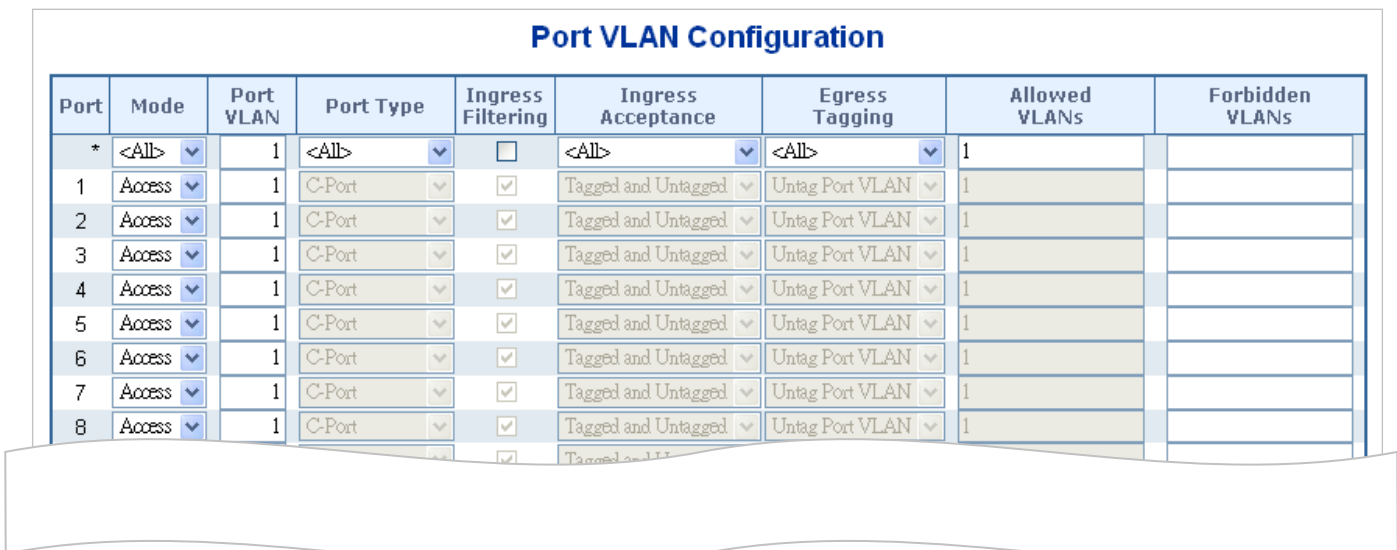 Port VLAN Configuration
Port Mode Port VLAN Port Type Ingress Filtering Ingress Acceptance Egress Tagging Allowed VLANs Forbidden VLANs
* <All> 1 <All> <All> <All> 1
1 Access 1 C-Port Tagged and Untagged Untag Port VLAN 1
2 Access 1 C-Port Tagged and Untagged Untag Port VLAN 1
3 Access 1 C-Port Tagged and Untagged Untag Port VLAN 1
4 Access 1 C-Port Tagged and Untagged Untag Port VLAN 1
5 Access 1 C-Port Tagged and Untagged Untag Port VLAN 1
6 Access 1 C-Port Tagged and Untagged Untag Port VLAN 1
7 Access 1 C-Port Tagged and Untagged Untag Port VLAN 1
8 Access 1 C-Port Tagged and Untagged Untag Port VLAN 1